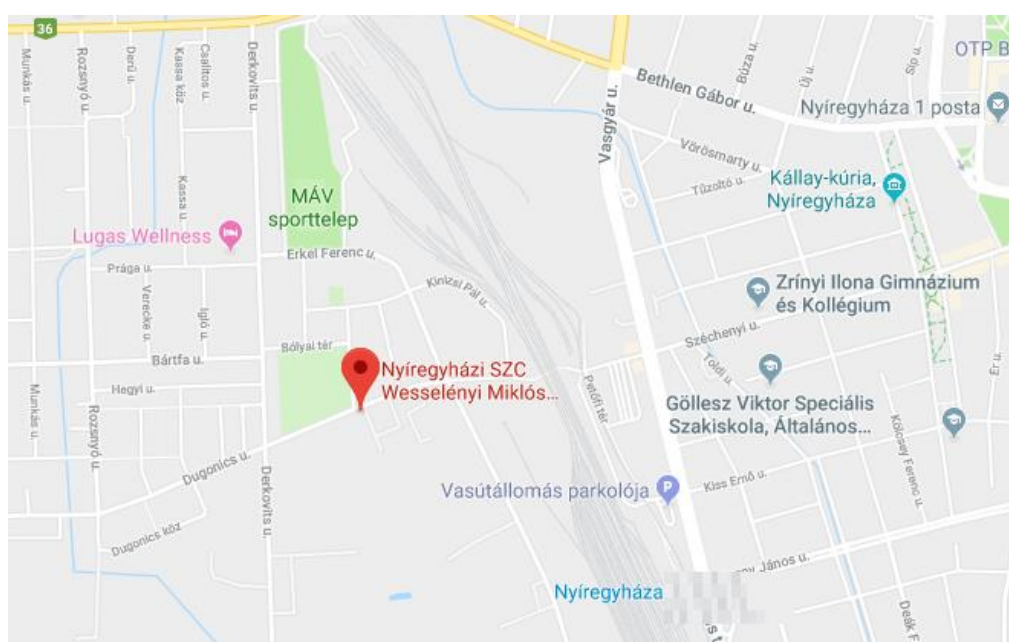 36
Munkás u.
Rozsnyó u.
Derű u.
Kassa köz
Csalitos u.
Derkovits u.
Vasgyár u.
Bethlen Gábor u.
Búza u.
Új u.
Síp u.
OTP B
Nyíregyháza 1 posta
Vörösmarty u.
Tűzoltó u.
Kállay-kúria,
Nyíregyháza
MÁV
sporttelep
Kassa u.
Lugas Wellness
Erkel Ferenc u.
Prága u.
Verecke u.
Igló u.
Kinizsi Pál u.
Zrínyi Ilona Gimnázium
és Kollégium
Széchenyi u.
Bólyai tér
Bártfa u.
Toldi u.
Er u.
Hegyi u.
Nyíregyházi SZC
Wesselényi Miklós...
Petőfi tér
Göllesz Viktor Speciális
Szakiskola, Általános...
Munkás u.
Rozsnyó u.
Kölcsey Ferenc u.
Dugonics u.
Derkovits u.
Vasútállomás parkolója
Kiss Ernő u.
Dugonics köz
János u.
Nyíregyháza
Deák F